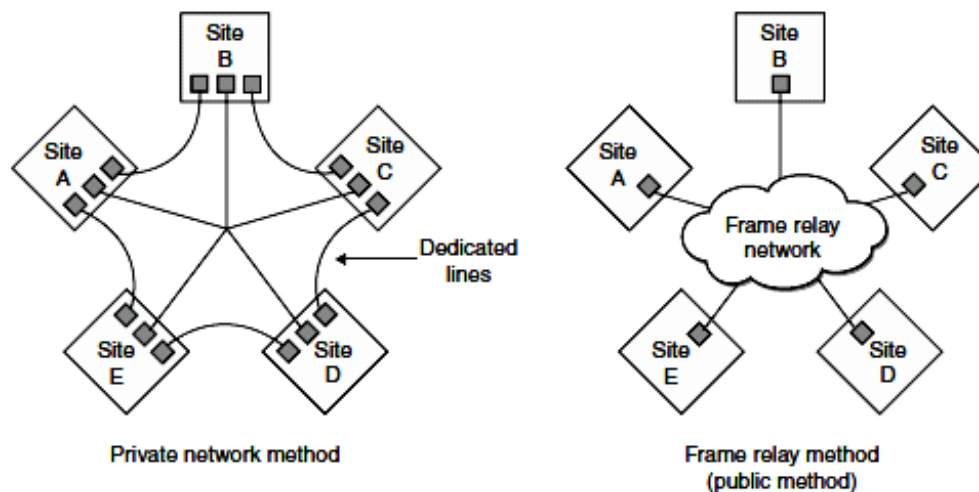 Site
B
Site
A
Site
C
Dedicated
lines
Site
E
Site
D
Private network method
Site
B
Site
A
Site
C
Frame relay
network
Site
E
Site
D
Frame relay method
(public method)